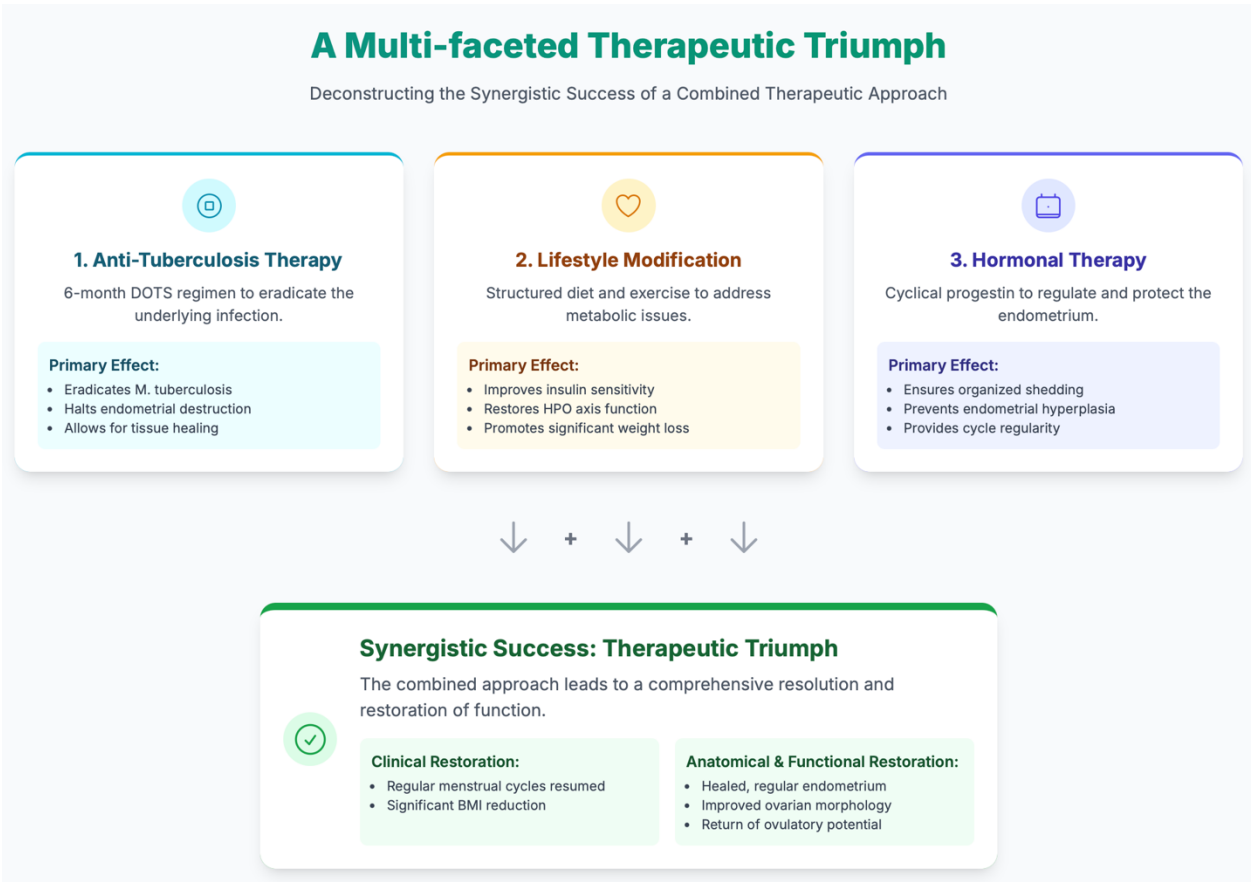 A Multi-faceted Therapeutic Triumph
Deconstructing the Synergistic Success of a Combined Therapeutic Approach
1. Anti-Tuberculosis Therapy
6-month DOTS regimen to eradicate the
underlying infection.
Primary Effect:
• Eradicates M. tuberculosis
• Halts endometrial destruction
• Allows for tissue healing
2. Lifestyle Modification
Structured diet and exercise to address
metabolic issues.
Primary Effect:
• Improves insulin sensitivity
• Restores HPO axis function
• Promotes significant weight loss
3. Hormonal Therapy
Cyclical progestin to regulate and protect the
endometrium.
Primary Effect:
• Ensures organized shedding
• Prevents endometrial hyperplasia
• Provides cycle regularity
+ +
Synergistic Success: Therapeutic Triumph
The combined approach leads to a comprehensive resolution and
restoration of function.
Clinical Restoration:
• Regular menstrual cycles resumed
• Significant BMI reduction
Anatomical & Functional Restoration:
• Healed, regular endometrium
• Improved ovarian morphology
• Return of ovulatory potential